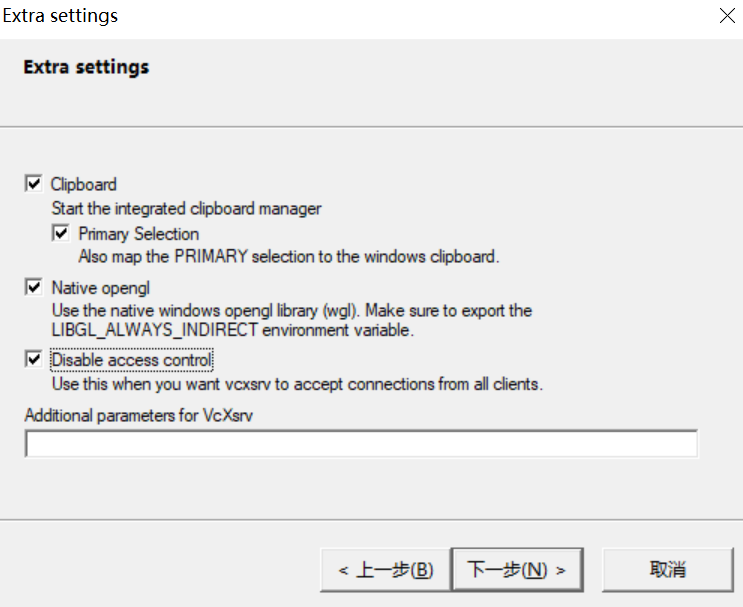 Extra settings
Extra settings
Clipboard
Start the integrated clipboard manager
Primary Selection
Also map the PRIMARY selection to the windows clipboard.
Native opengl
Use the native windows opengl library (wgl). Make sure to export the
LIBGL_ALWAYS_INDIRECT environment variable.
Disable access control
Use this when you want vcxsrv to accept connections from all clients.
Additional parameters for VcXsrv
< 上一步(B) 下一步(N) > 取消